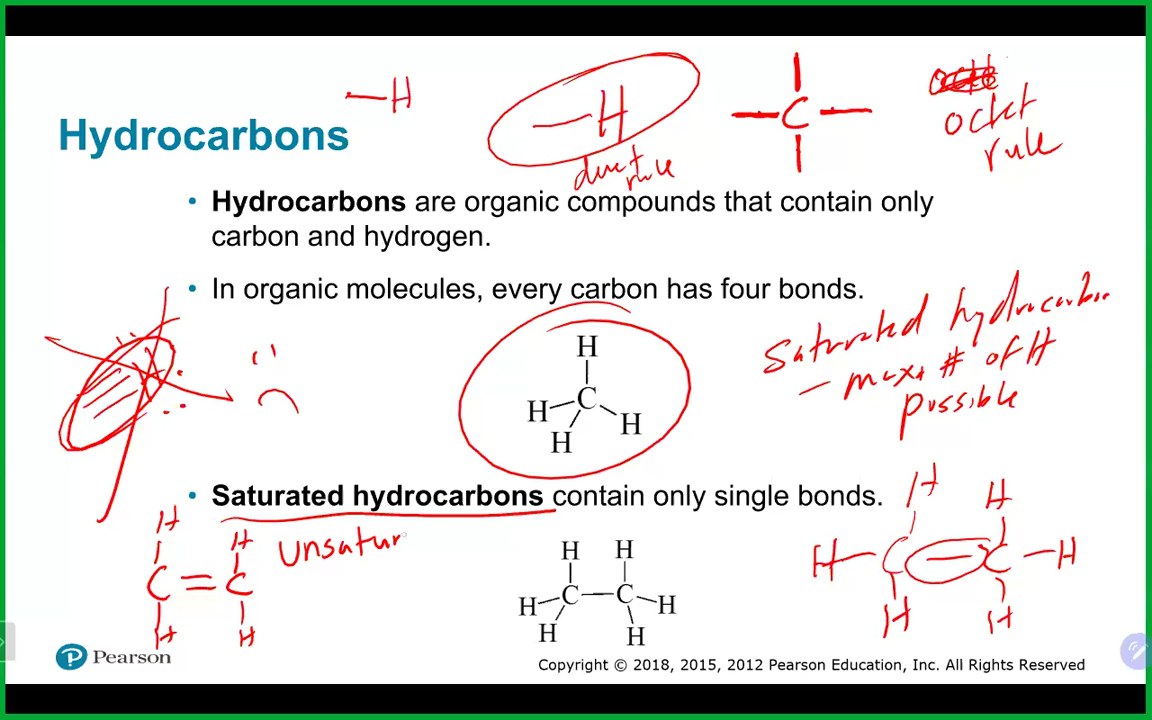 — H
— H
duet
rule
— C —
octet
rule
Hydrocarbons
• Hydrocarbons are organic compounds that contain only
carbon and hydrogen.
• In organic molecules, every carbon has four bonds.
H
H C H
H
Saturated hydrocarbon
— max # of H
possible
• Saturated hydrocarbons contain only single bonds.
Unsatur
H H
C = C
H H
H H
H C — C H
H H
H H
H — C — C — H
H H
Pearson
Copyright © 2018, 2015, 2012 Pearson Education, Inc. All Rights Reserved